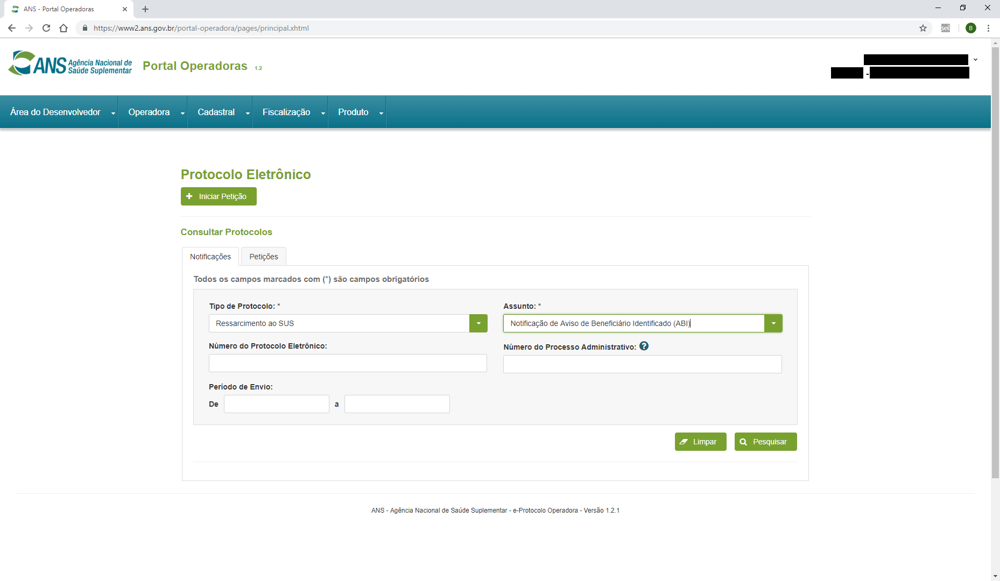 ANS - Portal Operadoras
https://www2.ans.gov.br/portal-operadora/pages/principal.xhtml
seil
B
ANS Agência Nacional de
Saúde Suplementar
Portal Operadoras 1.2
-
Área do Desenvolvedor Operadora Cadastral Fiscalização Produto
Protocolo Eletrônico
Iniciar Petição
Consultar Protocolos
Notificações Petições
Todos os campos marcados com (*) são campos obrigatórios
Tipo de Protocolo: * Assunto: *
Ressarcimento ao SUS Notificação de Aviso de Beneficiário Identificado (ABI)
Número do Protocolo Eletrônico: Número do Processo Administrativo: ?
Período de Envio:
De a
Limpar Pesquisar
ANS - Agência Nacional de Saúde Suplementar - e-Protocolo Operadora - Versão 1.2.1